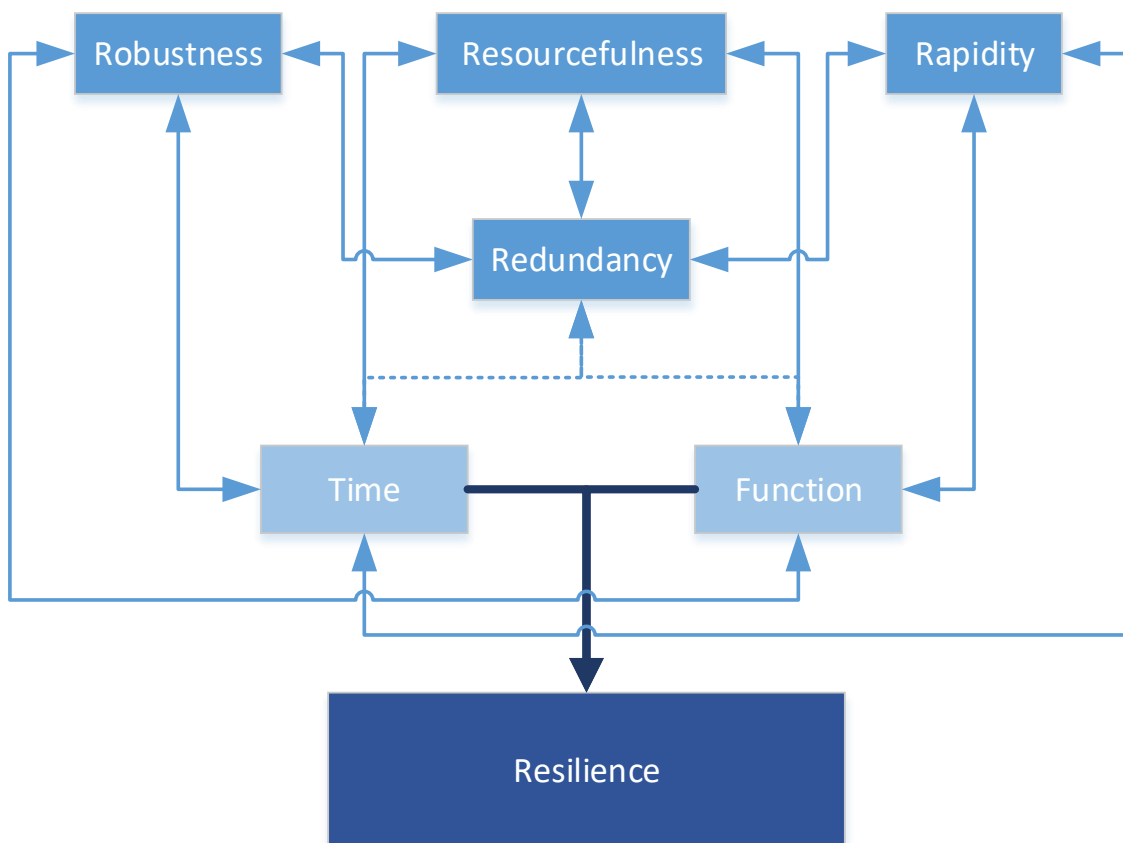 Robustness
Resourcefulness
Rapidity
Redundancy
Time
Function
Resilience